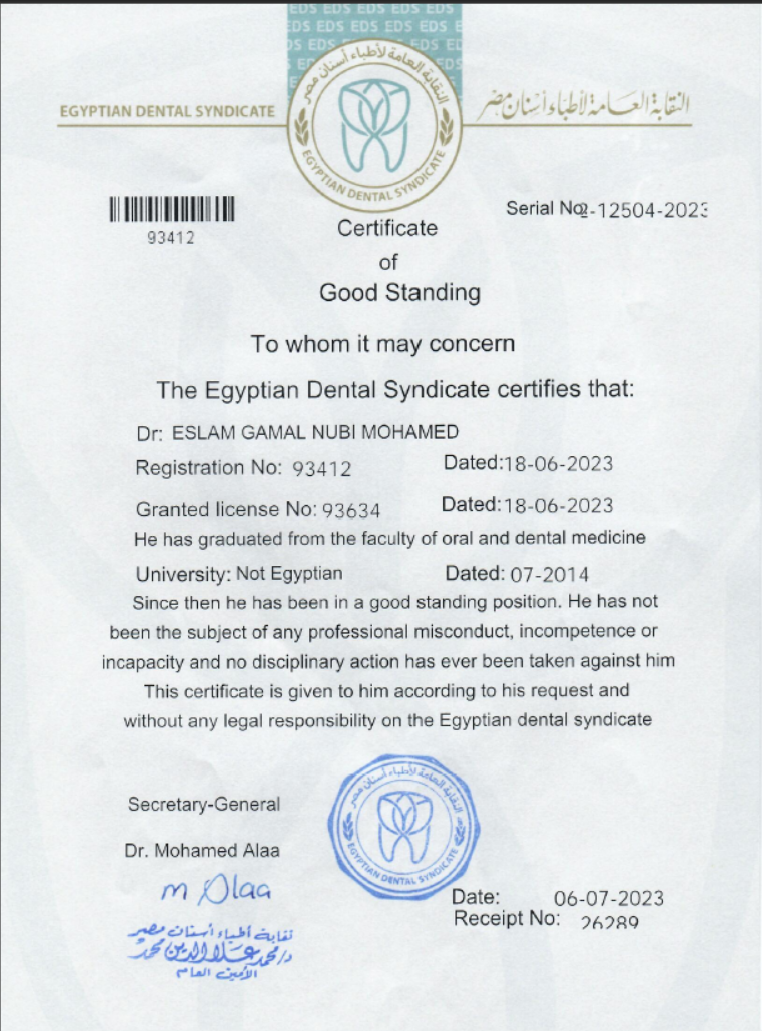 EDS EDS EDS EDS EDS
EDS EDS EDS EDS EDS
النقابة العامة لأطباء أسنان مصر
EGYPTIAN DENTAL SYNDICATE
النقابة العامة لأطباء أسنان مصر
EGYPTIAN DENTAL SYNDICATE
93412
Serial No:2-12504-2023
Certificate
of
Good Standing
To whom it may concern
The Egyptian Dental Syndicate certifies that:
Dr: ESLAM GAMAL NUBI MOHAMED
Registration No: 93412 Dated:18-06-2023
Granted license No: 93634 Dated:18-06-2023
He has graduated from the faculty of oral and dental medicine
University: Not Egyptian Dated: 07-2014
Since then he has been in a good standing position. He has not
been the subject of any professional misconduct, incompetence or
incapacity and no disciplinary action has ever been taken against him
This certificate is given to him according to his request and
without any legal responsibility on the Egyptian dental syndicate
النقابة العامة لأطباء أسنان مصر
EGYPTIAN DENTAL SYNDICATE
Secretary-General
Dr. Mohamed Alaa
m Alaa
نقابة أطباء أسنان مصر
د/محمد علاء الدين محمد
الأمين العام
Date: 06-07-2023
Receipt No: 26289